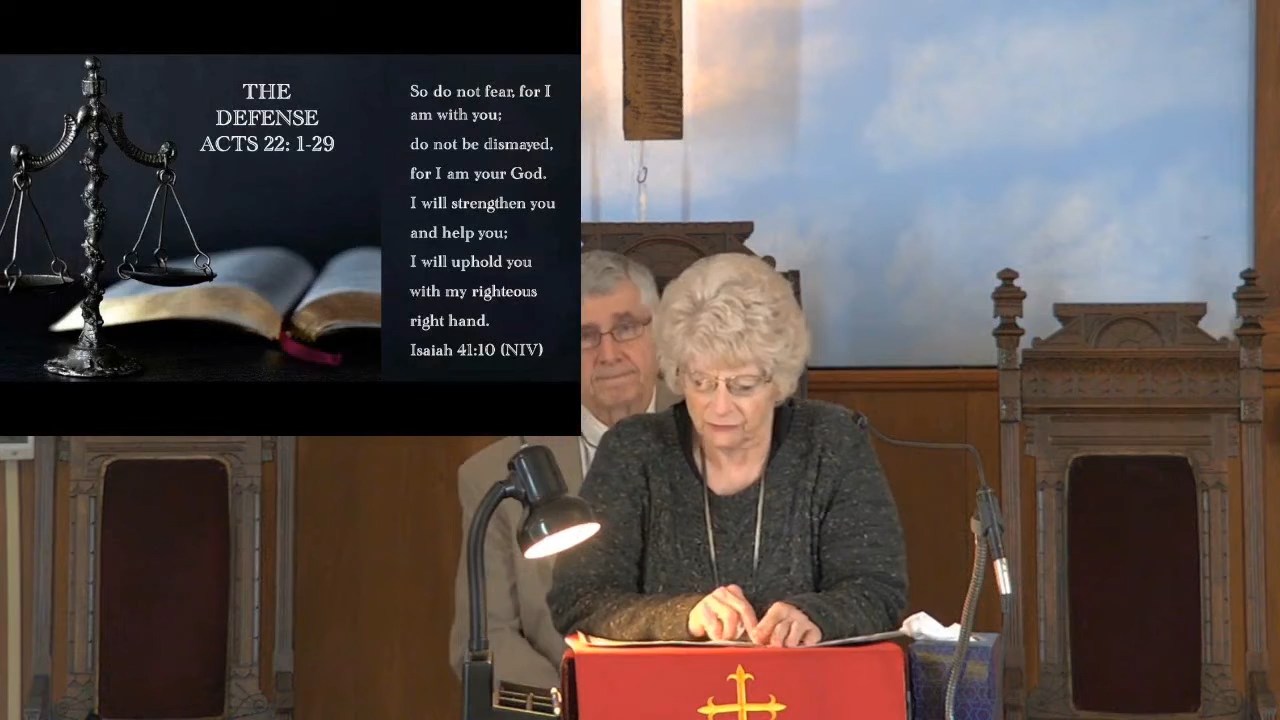 THE
DEFENSE
ACTS 22: 1-29
So do not fear, for I
am with you;
do not be dismayed,
for I am your God.
I will strengthen you
and help you;
I will uphold you
with my righteous
right hand.
Isaiah 41:10 (NIV)